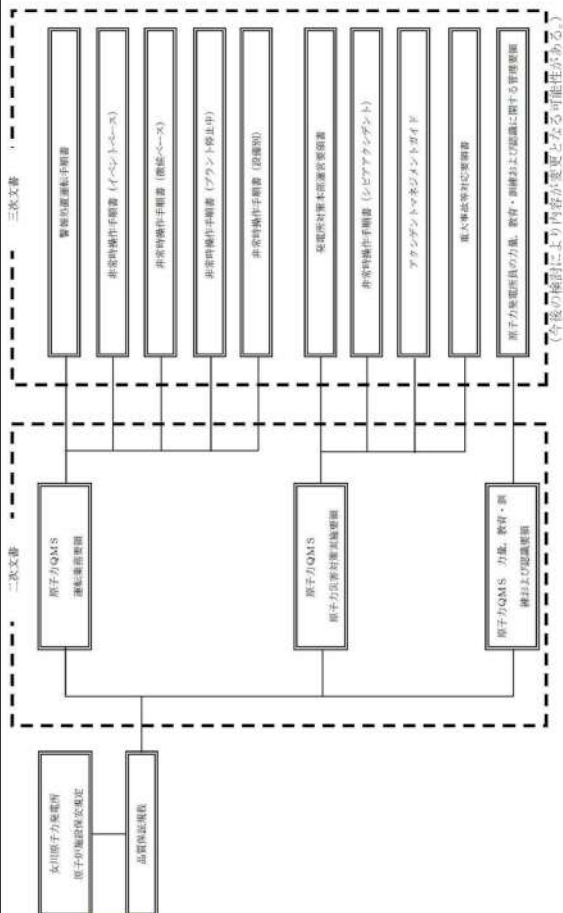 女川原子力発電所
原子炉施設保安規定
品質保証規程
二次文書
原子力QMS
運転業務要領
原子力QMS
原子力災害対策実施要領
原子力QMS 力量,教育・訓
練および認識要領
三次文書
警報処置運転手順書
非常時操作手順書(イベントベース)
非常時操作手順書(徴候ベース)
非常時操作手順書(プラント停止中)
非常時操作手順書(設備別)
発電所対策本部運営要領書
非常時操作手順書(シビアアクシデント)
アクシデントマネジメントガイド
重大事故等対応要領書
原子力発電所員の力量,教育・訓練および認識に関する管理要領
(今後の検討により内容が変更となる可能性がある。)